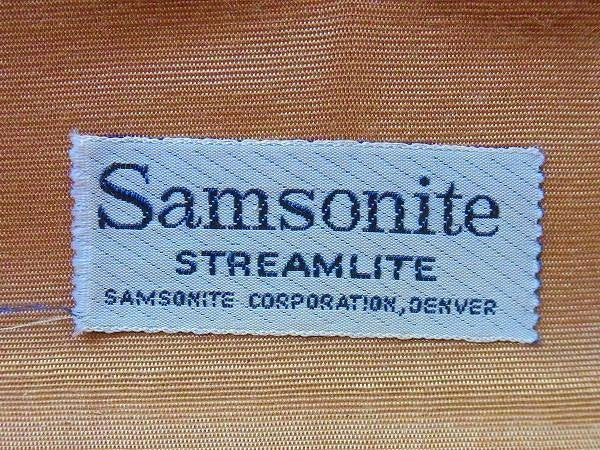 Samsonite
STREAMLITE
SAMSONITE CORPORATION, DENVER